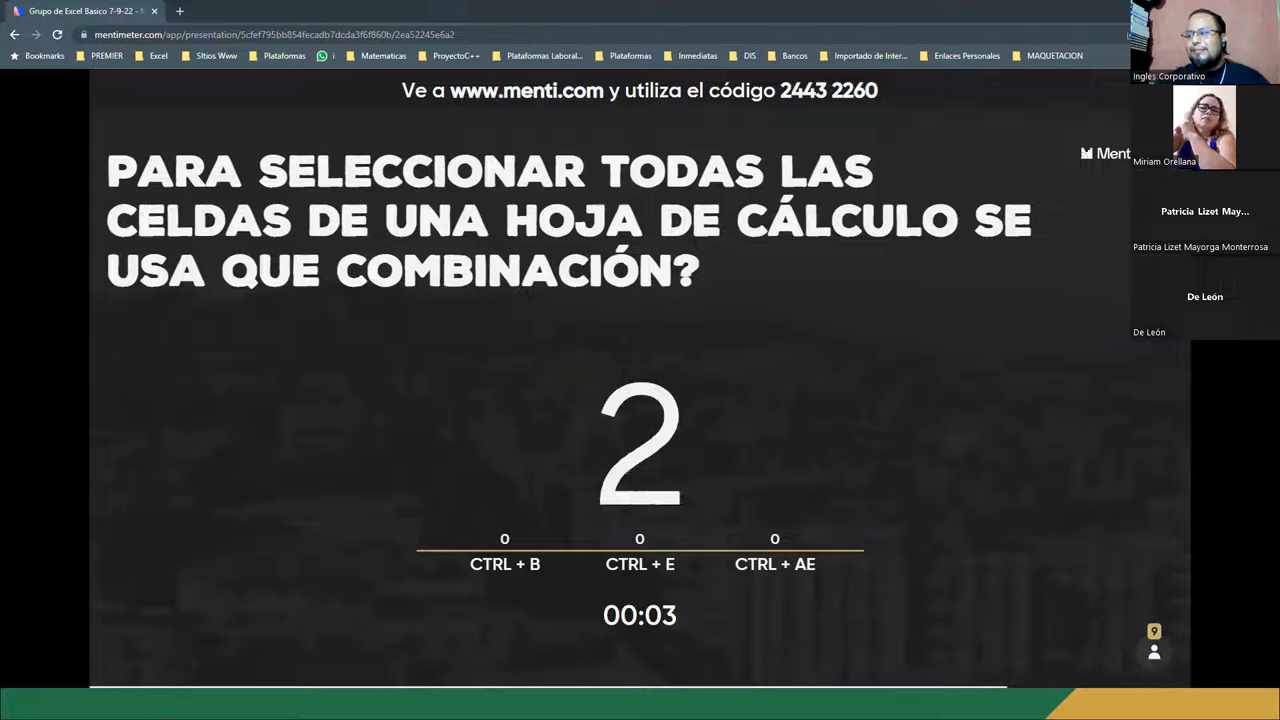 Grupo de Excel Basico 7-9-22 - M
mentimeter.com/app/presentation/5cfef795bb854fecadb7dcda3f6f860b/2ea52245e6a2
Bookmarks PREMIER Excel SItios Www Plataformas i Matematicas ProyectoC++ Plataformas Laboral... Plataformas Inmediatas DIS Bancos Importado de Inter... Enlaces Personales MAQUETACION
Ingles Corporativo
Ve a www.menti.com y utiliza el código 2443 2260
Menti
Miriam Orellana
PARA SELECCIONAR TODAS LAS
CELDAS DE UNA HOJA DE CÁLCULO SE
USA QUE COMBINACIÓN?
Patricia Lizet May...
Patricia Lizet Mayorga Monterrosa
De León
De León
2
0 0 0
CTRL + B CTRL + E CTRL + AE
00:03
9